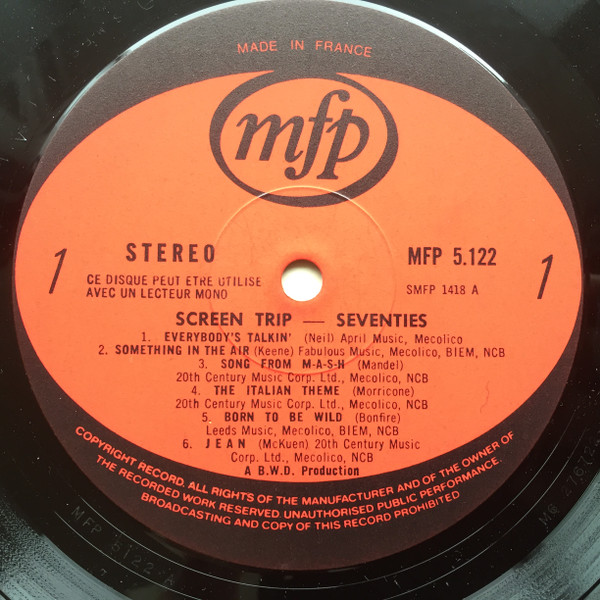 MADE IN FRANCE
mfp
1
STEREO
MFP 5.122
1
CE DISQUE PEUT ETRE UTILISE
AVEC UN LECTEUR MONO
SMFP 1418 A
SCREEN TRIP — SEVENTIES
1. EVERYBODY'S TALKIN' (Neil) April Music, Mecolico
2. SOMETHING IN THE AIR (Keene) Fabulous Music, Mecolico, BIEM, NCB
3. SONG FROM M-A-S-H (Mandel)
20th Century Music Corp. Ltd., Mecolico, NCB
4. THE ITALIAN THEME (Morricone)
20th Century Music Corp. Ltd., Mecolico, NCB
5. BORN TO BE WILD (Bonfire)
Leeds Music, Mecolico, BIEM, NCB
6. JEAN (McKuen) 20th Century Music
Corp. Ltd., Mecolico, NCB
A B.W.D. Production
COPYRIGHT RECORD. ALL RIGHTS OF THE MANUFACTURER AND OF THE OWNER OF
THE RECORDED WORK RESERVED. UNAUTHORISED PUBLIC PERFORMANCE.
BROADCASTING AND COPY OF THIS RECORD PROHIBITED
MFP 5122 A